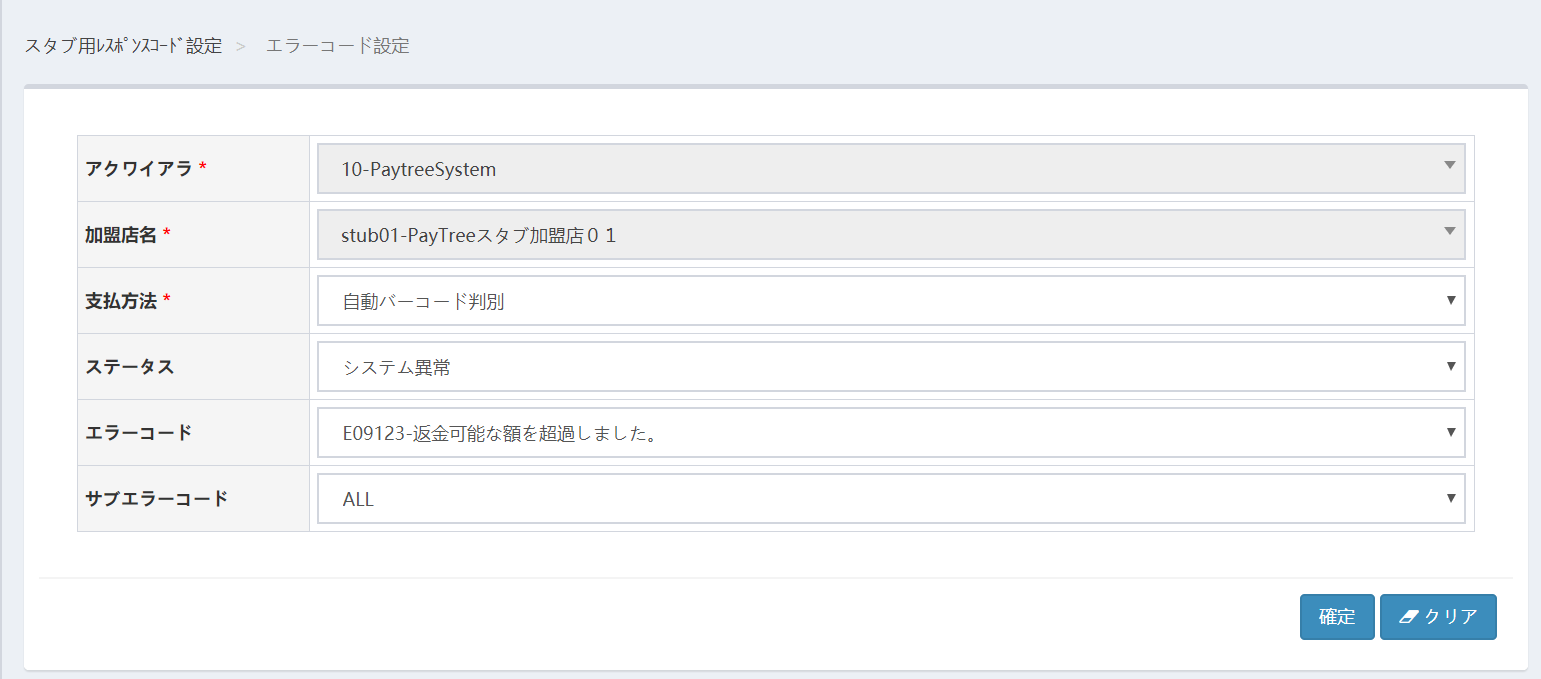 スタブ用ﾚｽﾎﾟﾝｽｺｰﾄﾞ設定 > エラーコード設定
アクワイアラ * 10-PaytreeSystem
加盟店名 * stub01-PayTreeスタブ加盟店０１
支払方法 * 自動バーコード判別
ステータス システム異常
エラーコード E09123-返金可能な額を超過しました。
サブエラーコード ALL
確定 クリア